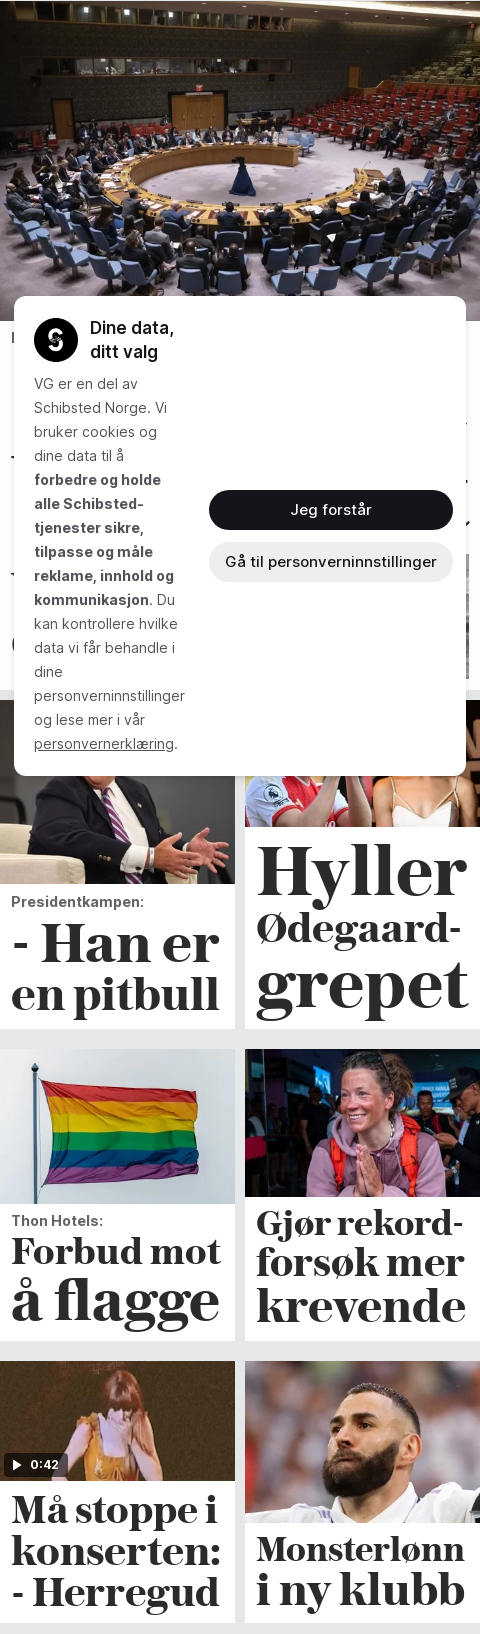 Dine data,
ditt valg
VG er en del av
Schibsted Norge. Vi
bruker cookies og
dine data til å
forbedre og holde
alle Schibsted-
tjenester sikre,
tilpasse og måle
reklame, innhold og
kommunikasjon. Du
kan kontrollere hvilke
data vi får behandle i
dine
personverninnstillinger
og lese mer i vår
personvernerklæring.
Jeg forstår
Gå til personverninnstillinger
Presidentkampen:
- Han er
en pitbull
Hyller
Ødegaard-
grepet
Thon Hotels:
Forbud mot
å flagge
Gjør rekord-
forsøk mer
krevende
0:42
Må stoppe i
konserten:
- Herregud
Monsterlønn
i ny klubb